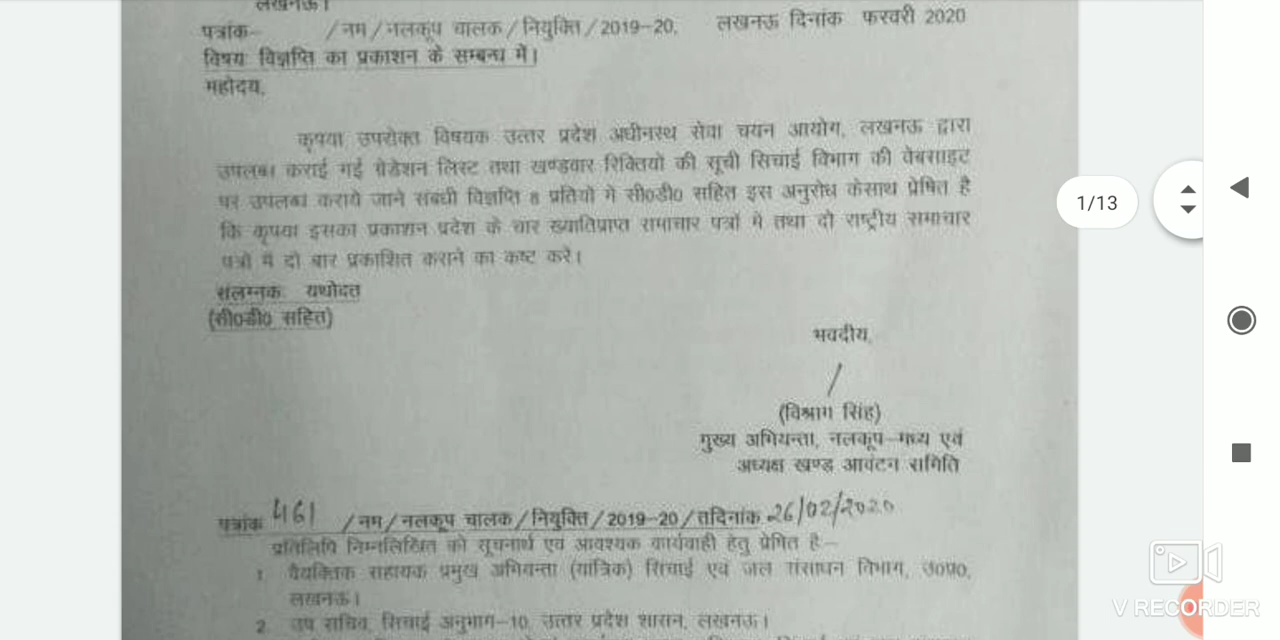 लखनऊ।
पत्रांक- /नम/नलकूप चालक/नियुक्ति/2019-20, लखनऊ दिनांक फरवरी 2020
विषय: विज्ञप्ति का प्रकाशन के सम्बन्ध में।
महोदय,
कृपया उपरोक्त विषयक उत्तर प्रदेश अधीनस्थ सेवा चयन आयोग, लखनऊ द्वारा
उपलब्ध कराई गई ग्रेडेशन लिस्ट तथा खण्डवार रिक्तियो की सूची सिचाई विभाग की वेबसाइट
पर उपलब्ध कराये जाने संबंधी विज्ञप्ति 8 प्रतियो में सी0डी0 सहित इस अनुरोध केसाथ प्रेषित है
कि कृपया इसका प्रकाशन प्रदेश के चार ख्यातिप्राप्त समाचार पत्रों में तथा दो राष्ट्रीय समाचार
पत्रो में दो बार प्रकाशित कराने का कष्ट करे।
सलग्नक: यथोक्त
(सी0डी0 सहित)
भवदीय,
(विश्राम सिंह)
मुख्य अभियन्ता, नलकूप-मध्य एवं
अध्यक्ष खण्ड आवंटन समिति
पत्रांक 461 /नम/नलकूप चालक/नियुक्ति/2019-20/तदिनांक 26/02/2020
प्रतिलिपि निम्नलिखित को सूचनार्थ एवं आवश्यक कार्यवाही हेतु प्रेषित है-
1. वैयक्तिक सहायक प्रमुख अभियन्ता (यांत्रिक) सिंचाई एवं जल संसाधन विभाग, उ0प्र0,
लखनऊ।
2. उप सचिव, सिचाई अनुभाग-10, उत्तर प्रदेश शासन, लखनऊ।
1/13
V RECORDER